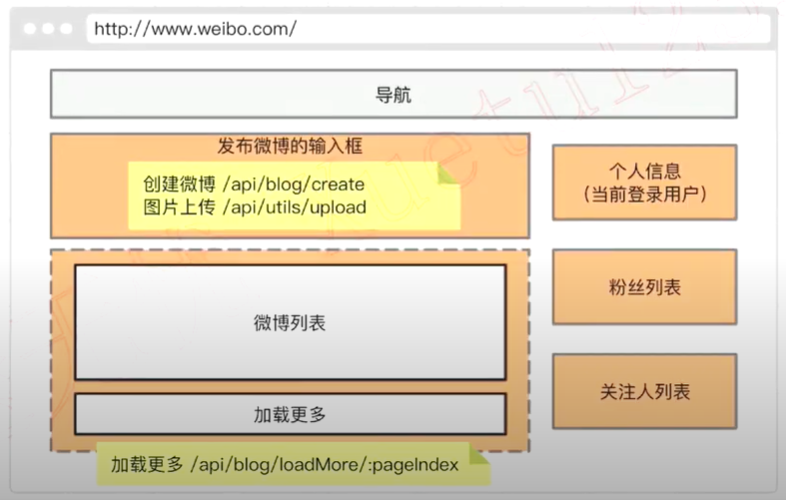 http://www.weibo.com/
导航
发布微博的输入框
创建微博 /api/blog/create
图片上传 /api/utils/upload
个人信息
（当前登录用户）
微博列表
粉丝列表
加载更多
关注人列表
加载更多 /api/blog/loadMore/:pageIndex